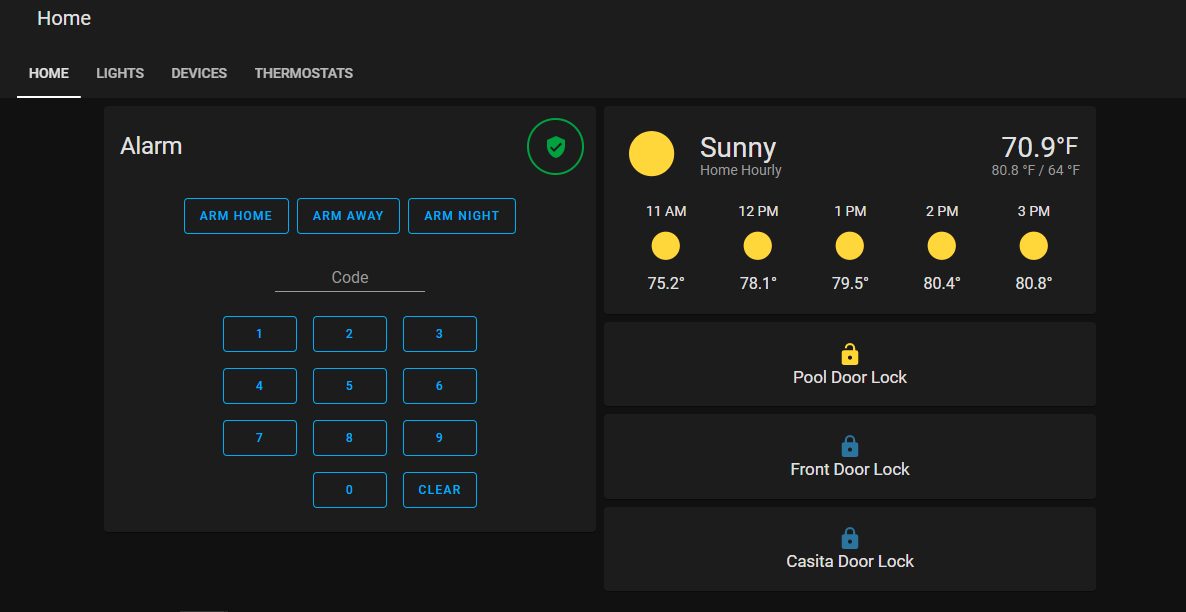 Home
HOME LIGHTS DEVICES THERMOSTATS
Alarm
ARM HOME ARM AWAY ARM NIGHT
Code
1 2 3
4 5 6
7 8 9
0 CLEAR
Sunny 70.9°F
Home Hourly 80.8 °F / 64 °F
11 AM 12 PM 1 PM 2 PM 3 PM
75.2° 78.1° 79.5° 80.4° 80.8°
Pool Door Lock
Front Door Lock
Casita Door Lock